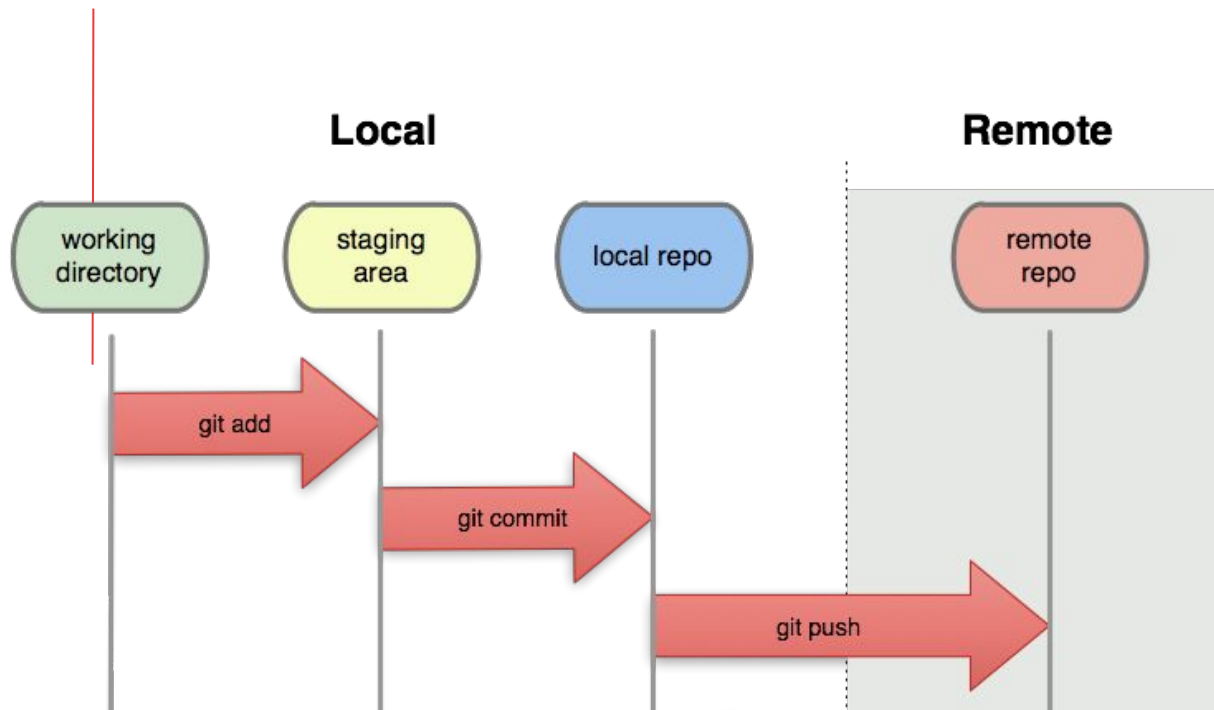 Local
Remote
working
directory
staging
area
local repo
remote
repo
git add
git commit
git push